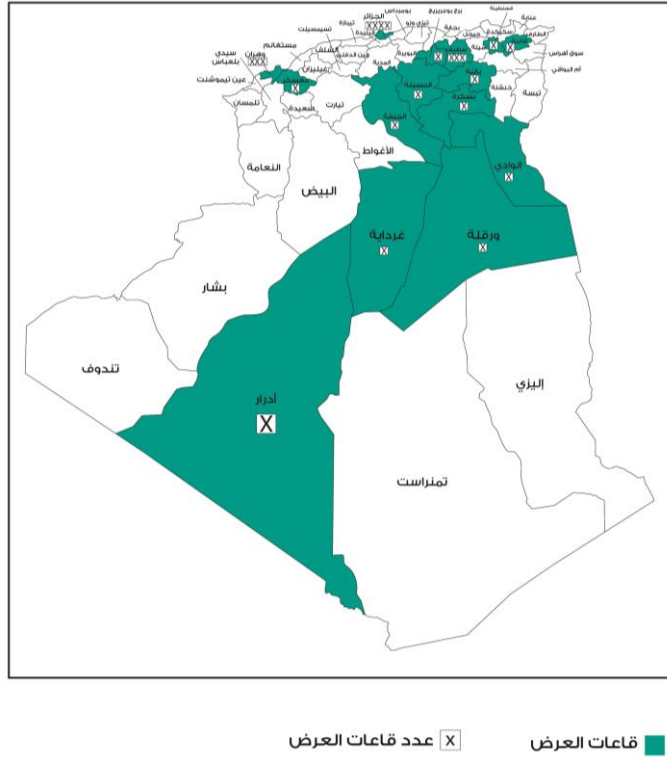 قسنطينة
عنابة
سكيكدة
الطارف
جيجل
بجاية
برج بوعريريج
بومرداس
تيزي وزو
الجزائر
XXXX
تيبازة
البليدة
تيسمسيلت
مستغانم
الشلف
عين الدفلى
المدية
البويرة
سطيف
XXX
X
ميلة
X
X
سوق أهراس
أم البواقي
وهران
XXX
سيدي
بلعباس
عين تيموشنت
غليزان
معسكر
X
تلمسان
سعيدة
تيارت
المسيلة
X
باتنة
X
خنشلة
تبسة
بسكرة
X
الجلفة
X
النعامة
البيض
الأغواط
الوادي
X
غرداية
X
ورقلة
X
بشار
تندوف
أدرار
X
إليزي
تمنراست
قاعات العرض
X عدد قاعات العرض